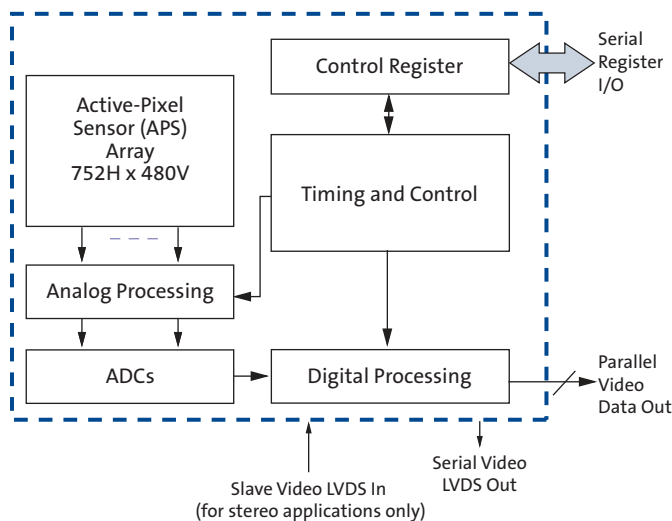 Active-Pixel
Sensor (APS)
Array
752H x 480V
Control Register
Serial
Register
I/O
Timing and Control
Analog Processing
ADCs
Digital Processing
Parallel
Video
Data Out
Slave Video LVDS In
(for stereo applications only)
Serial Video
LVDS Out